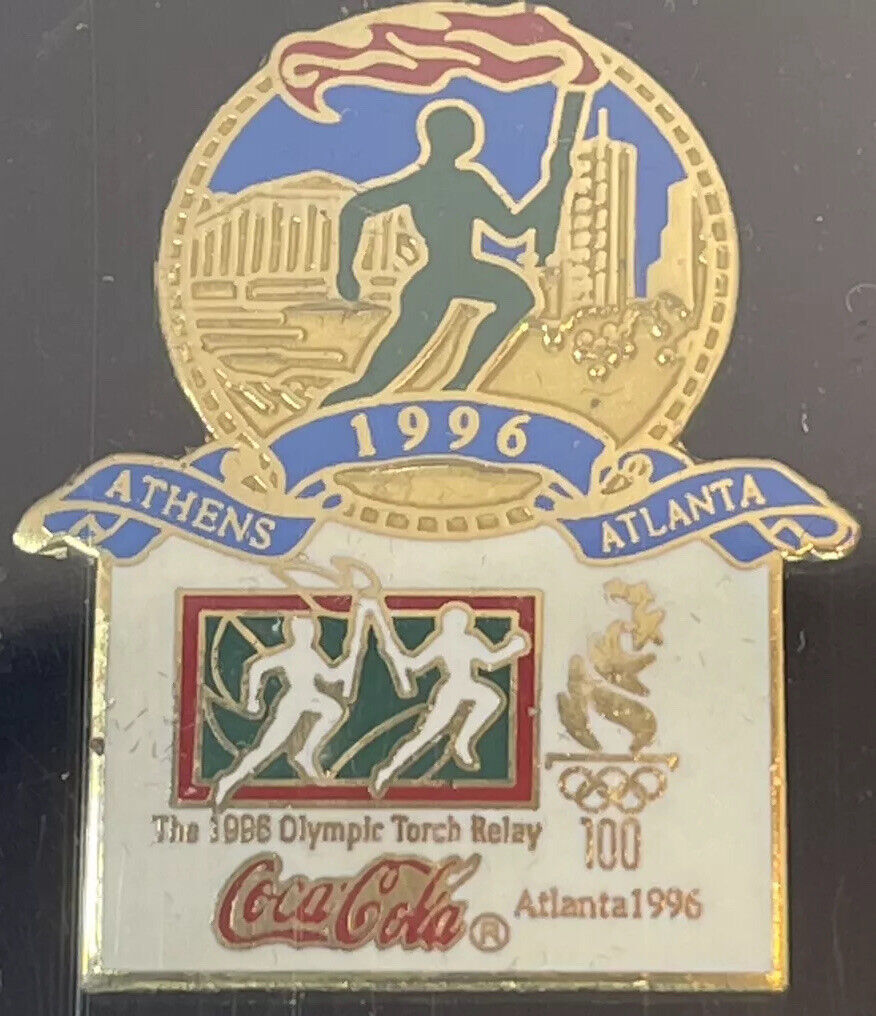 1996
ATHENS
ATLANTA
The 1996 Olympic Torch Relay
100
Coca-Cola®
Atlanta1996